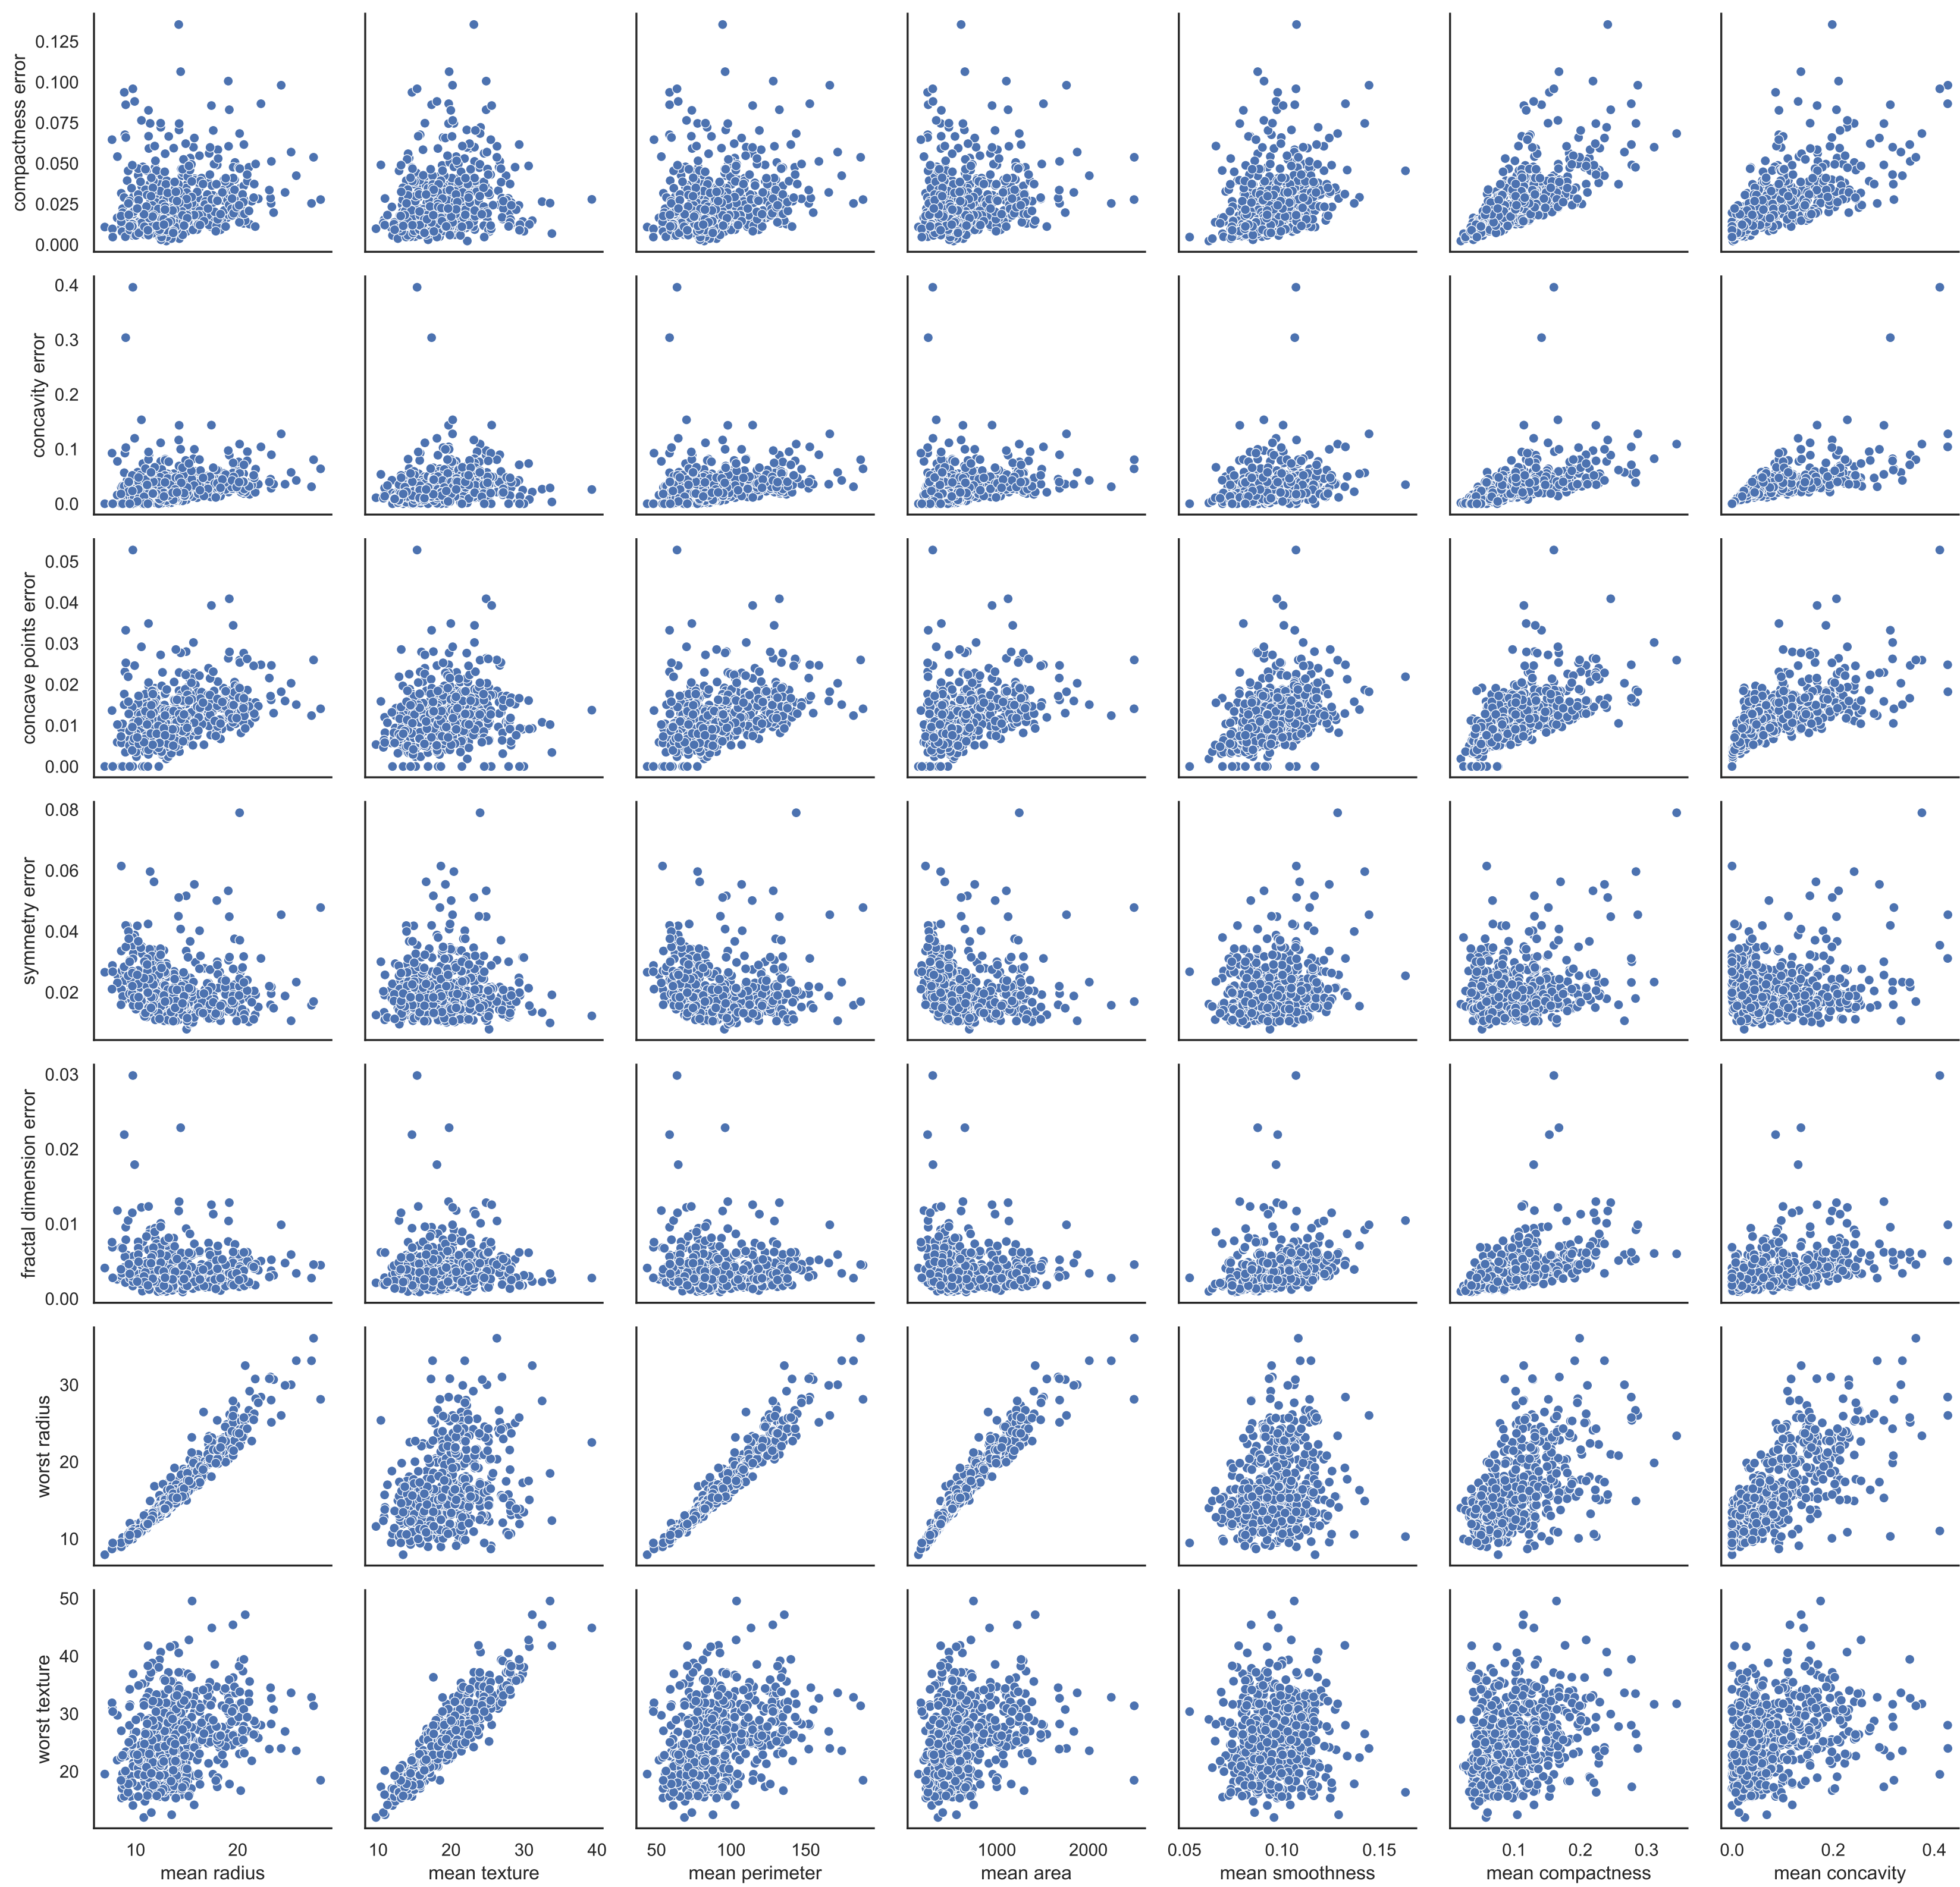 compactness error
0.125
0.100
0.075
0.050
0.025
0.000
concavity error
0.4
0.3
0.2
0.1
0.0
concave points error
0.05
0.04
0.03
0.02
0.01
0.00
symmetry error
0.08
0.06
0.04
0.02
fractal dimension error
0.03
0.02
0.01
0.00
worst radius
30
20
10
worst texture
50
40
30
20
10 20
mean radius
10 20 30 40
mean texture
50 100 150
mean perimeter
1000 2000
mean area
0.05 0.10 0.15
mean smoothness
0.1 0.2 0.3
mean compactness
0.0 0.2 0.4
mean concavity